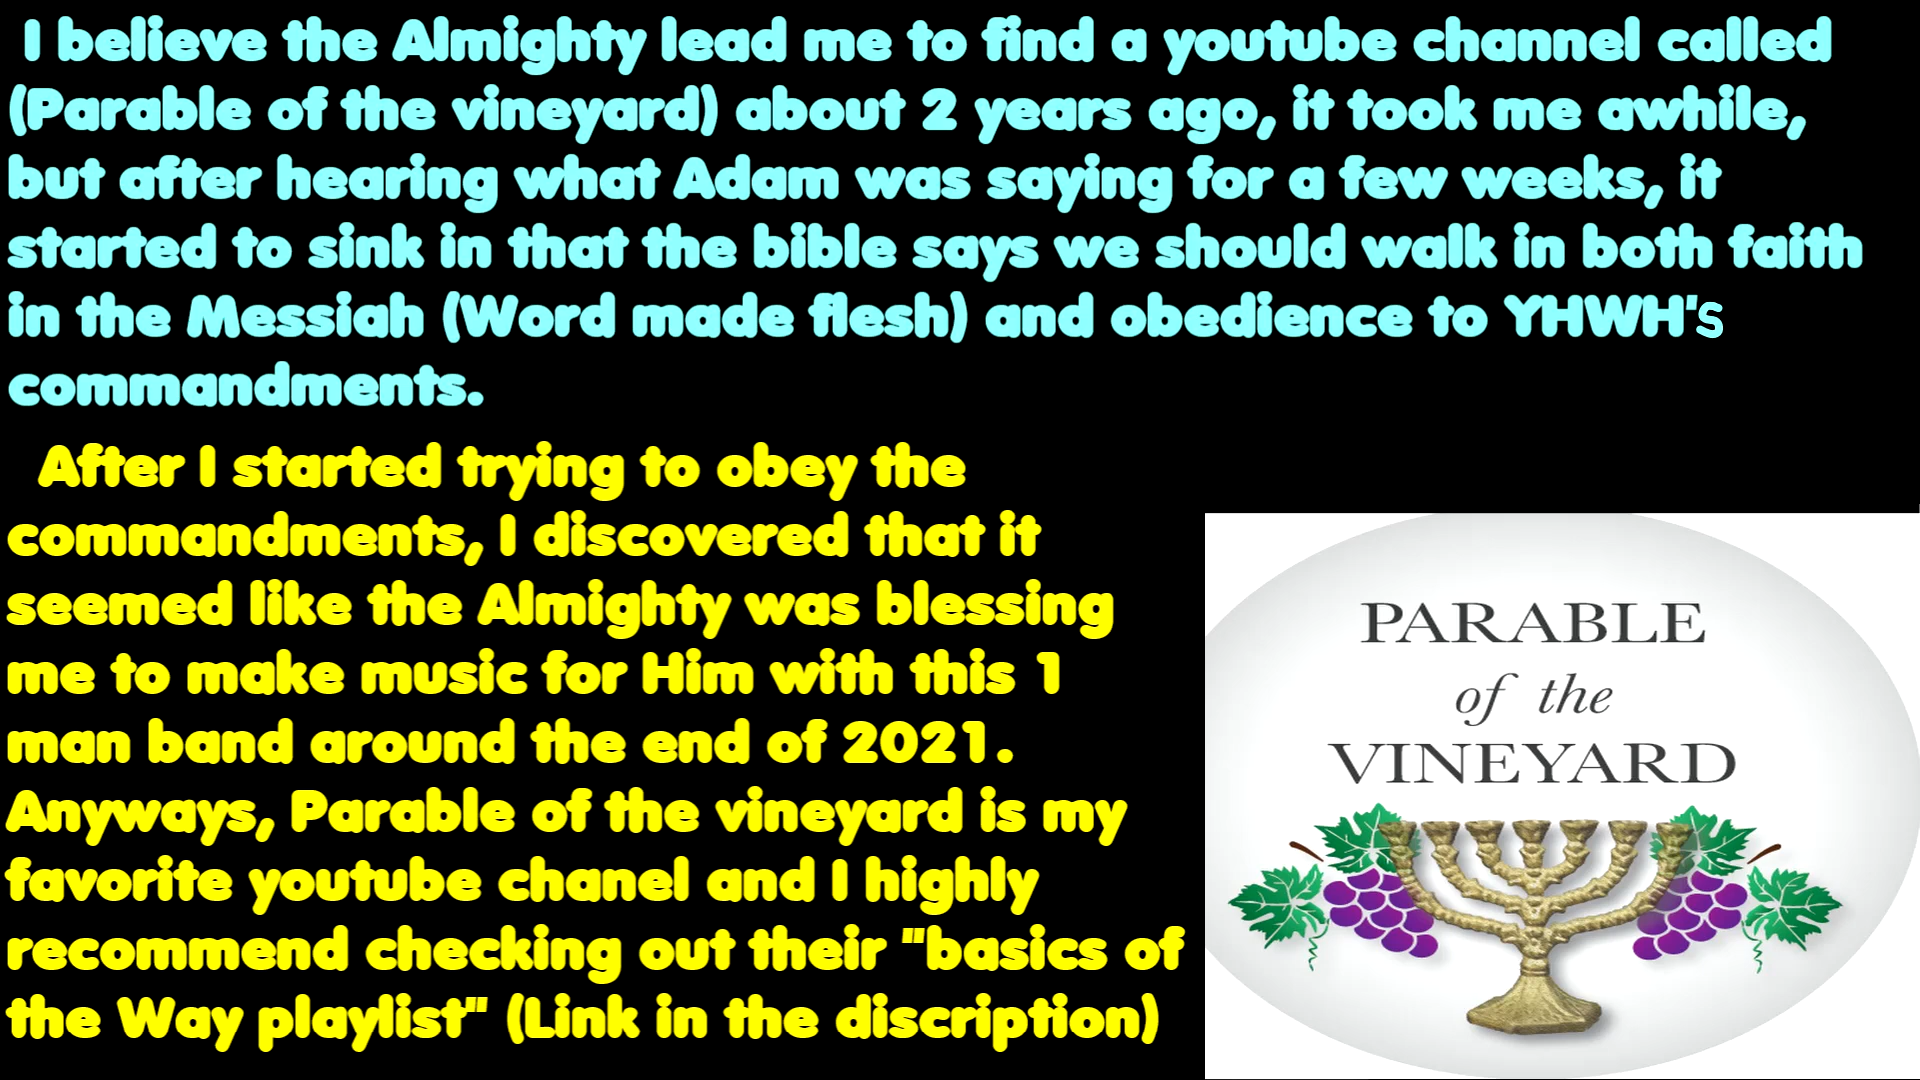 I believe the Almighty lead me to find a youtube channel called
(Parable of the vineyard) about 2 years ago, it took me awhile,
but after hearing what Adam was saying for a few weeks, it
started to sink in that the bible says we should walk in both faith
in the Messiah (Word made flesh) and obedience to YHWH's
commandments.
After I started trying to obey the
commandments, I discovered that it
seemed like the Almighty was blessing
me to make music for Him with this 1
man band around the end of 2021.
Anyways, Parable of the vineyard is my
favorite youtube chanel and I highly
recommend checking out their "basics of
the Way playlist" (Link in the discription)
PARABLE
of the
VINEYARD